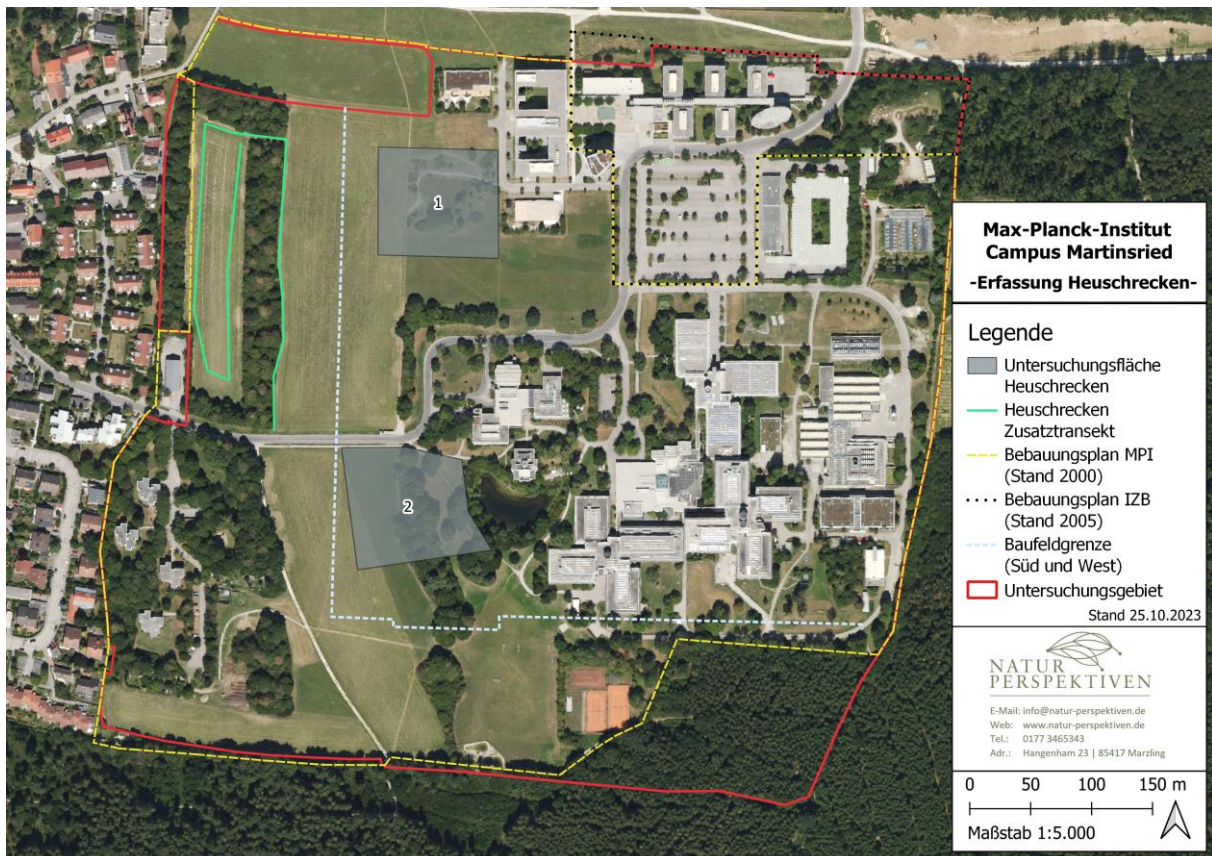 1
2
Max-Planck-Institut
Campus Martinsried
-Erfassung Heuschrecken-
Legende
Untersuchungsfläche
Heuschrecken
Heuschrecken
Zusatztransekt
Bebauungsplan MPI
(Stand 2000)
Bebauungsplan IZB
(Stand 2005)
Baufeldgrenze
(Süd und West)
Untersuchungsgebiet
Stand 25.10.2023
NATUR
PERSPEKTIVEN
E-Mail: info@natur-perspektiven.de
Web: www.natur-perspektiven.de
Tel.: 0177 3465343
Adr.: Hangenham 23 | 85417 Marzling
0 50 100 150 m
Maßstab 1:5.000